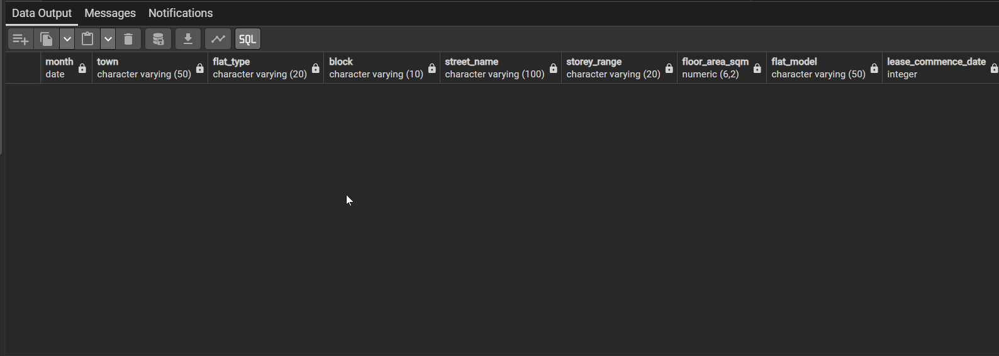 Data Output Messages Notifications
SQL
month town flat_type block street_name storey_range floor_area_sqm flat_model lease_commence_date
date character varying (50) character varying (20) character varying (10) character varying (100) character varying (20) numeric (6,2) character varying (50) integer